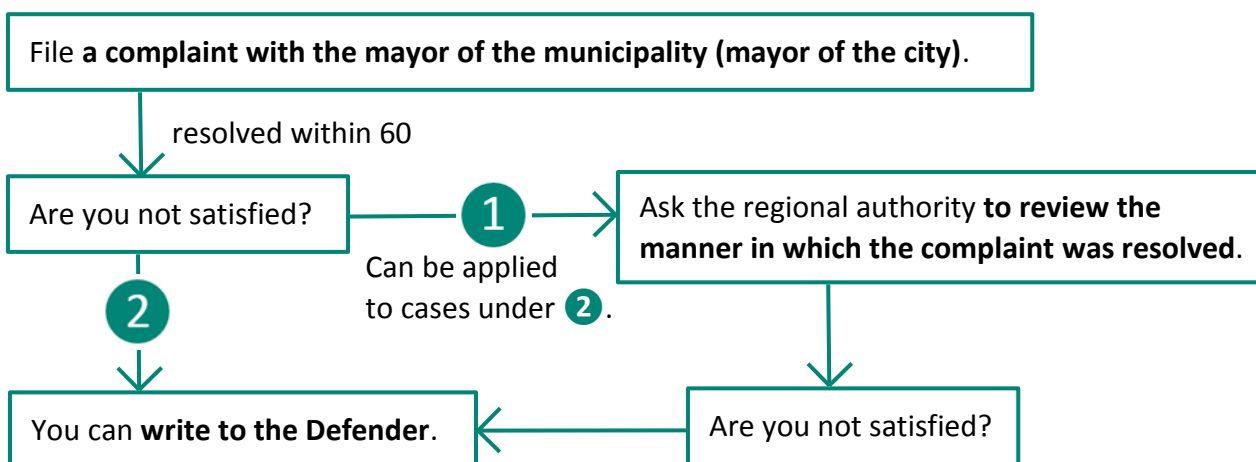 File a complaint with the mayor of the municipality (mayor of the city).
resolved within 60
Are you not satisfied?
1
Can be applied
to cases under 2.
Ask the regional authority to review the
manner in which the complaint was resolved.
2
You can write to the Defender.
Are you not satisfied?